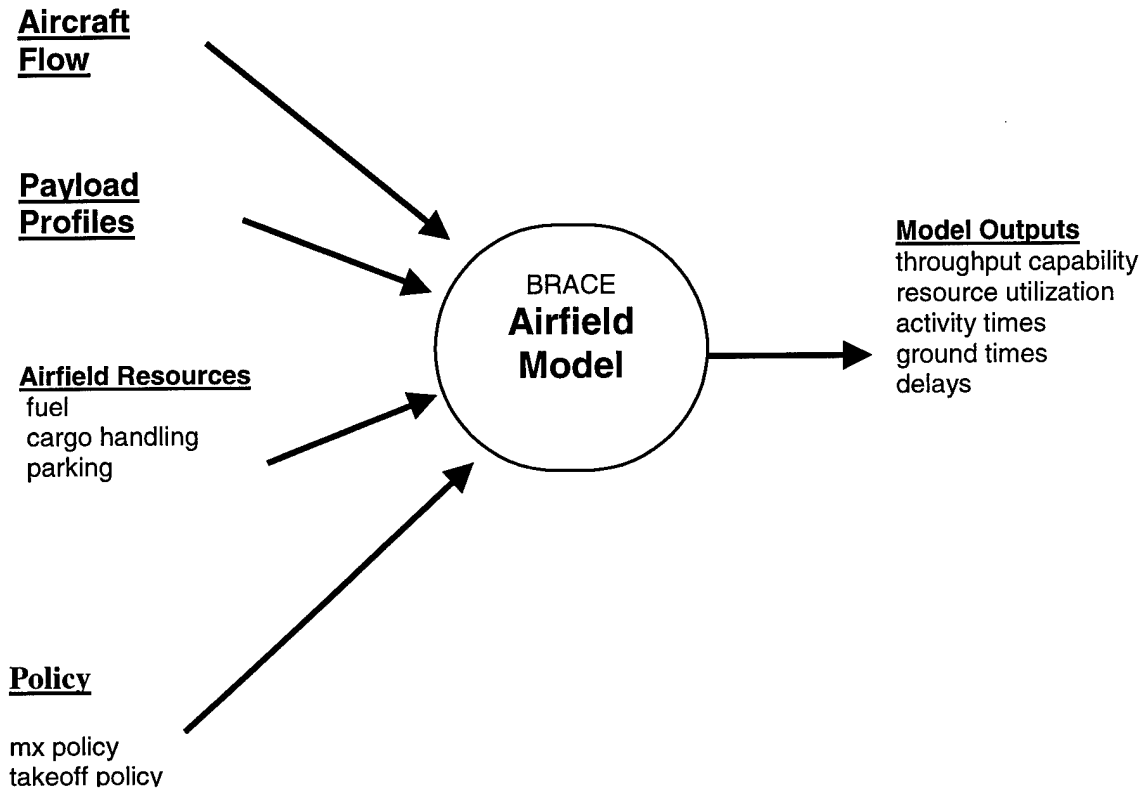 Aircraft
Flow
Payload
Profiles
Airfield Resources
fuel
cargo handling
parking
Policy
mx policy
takeoff policy
BRACE
Airfield
Model
Model Outputs
throughput capability
resource utilization
activity times
ground times
delays